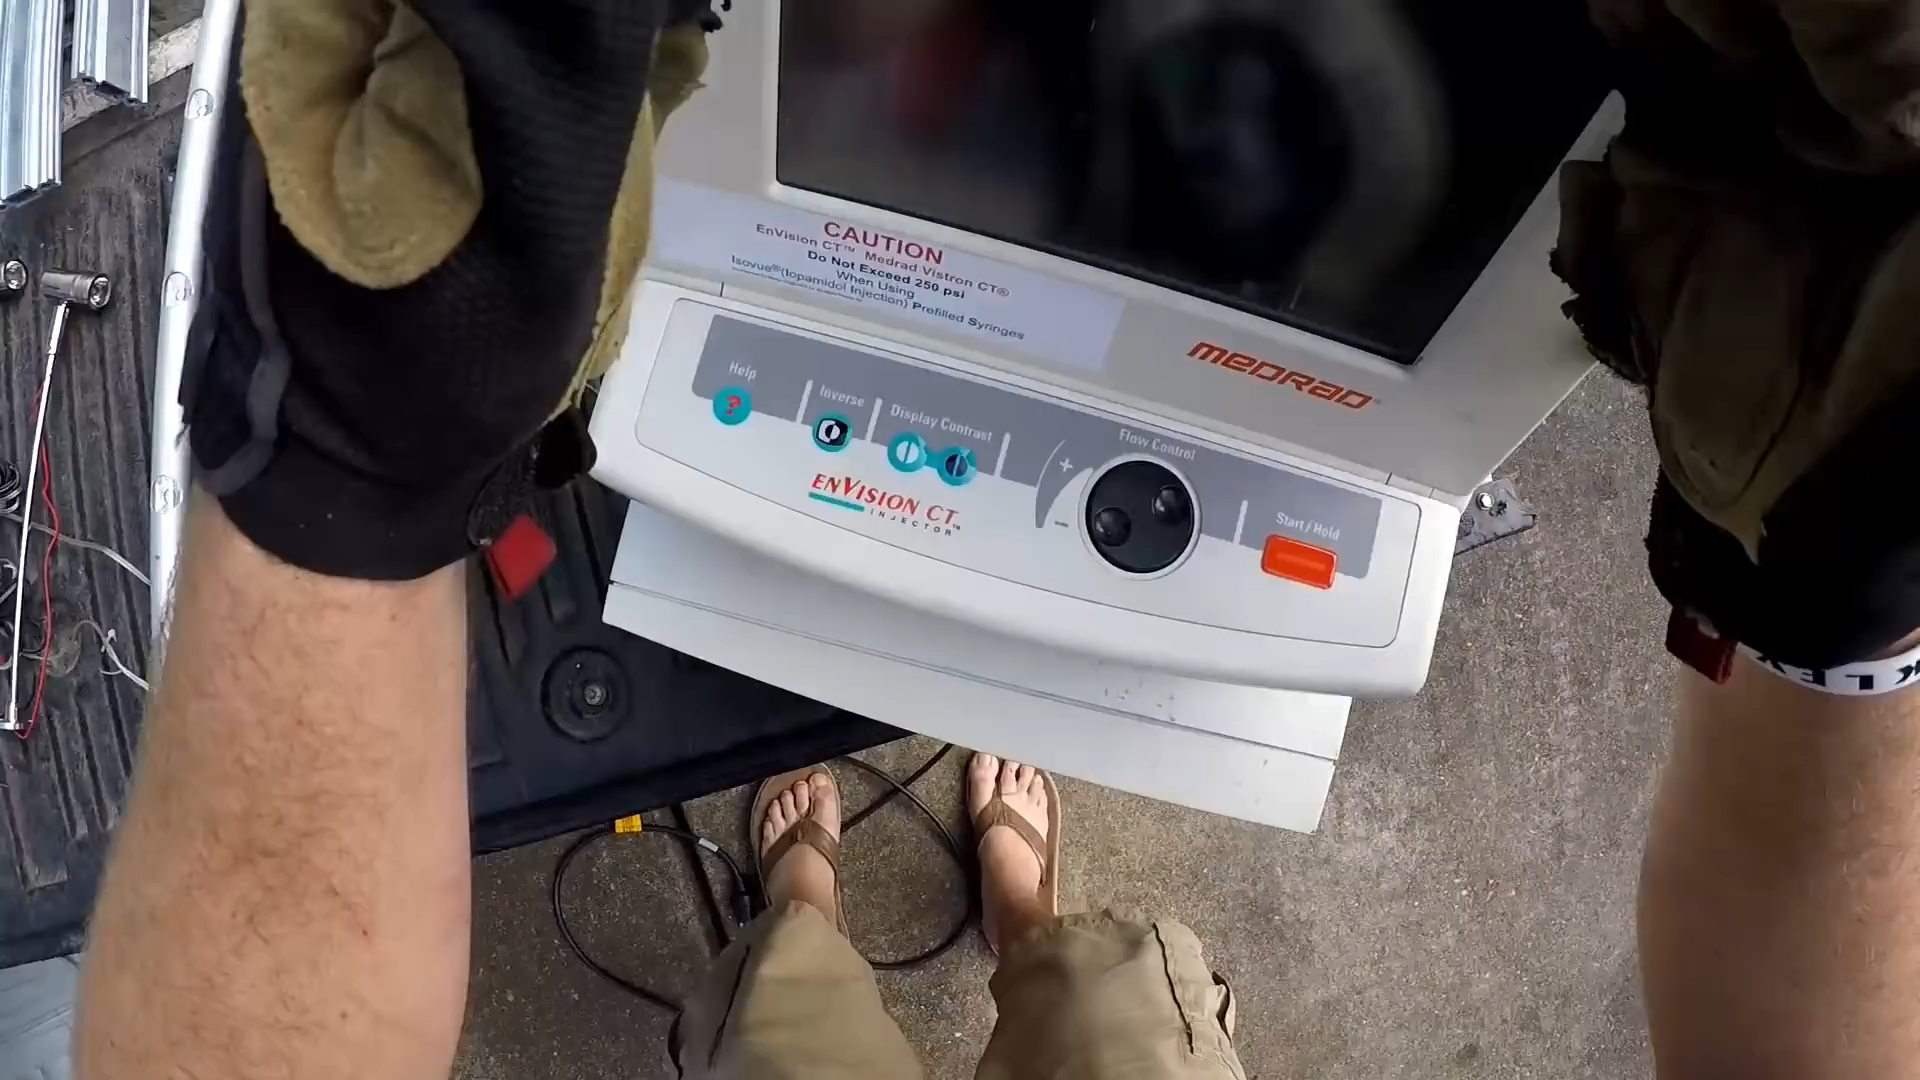 CAUTION
EnVision CT™ Medrad Vistron CT®
Do Not Exceed 250 psi
When Using
Isovue®(Iopamidol Injection) Prefilled Syringes
MEDRAD
Help
?
Inverse
Display Contrast
+
Flow Control
−
Start / Hold
ENVISION CT™
INJECTOR